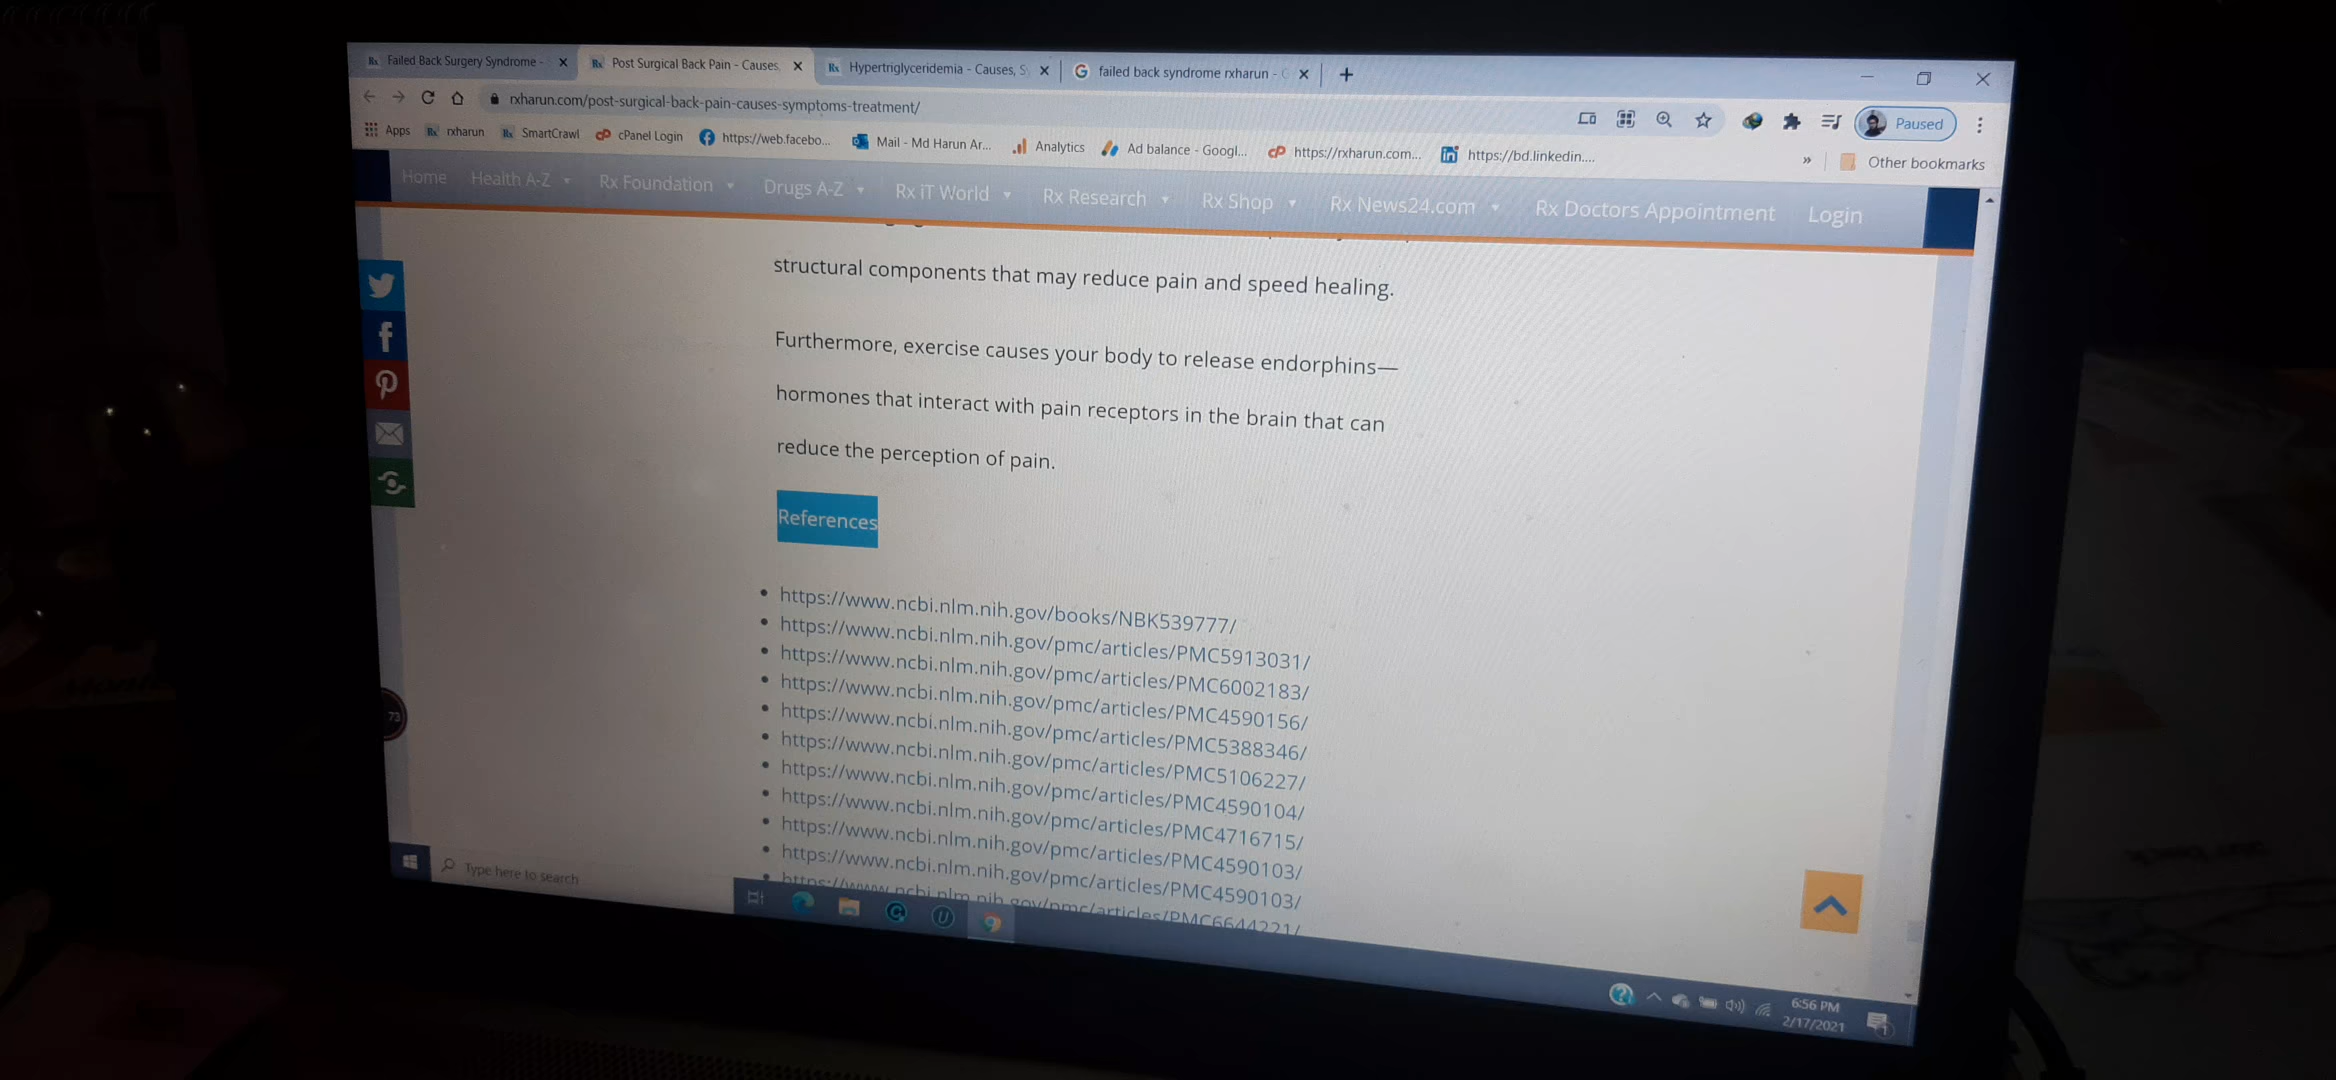 Failed Back Surgery Syndrome -
Post Surgical Back Pain - Causes,
Hypertriglyceridemia - Causes, S
failed back syndrome rxharun - G
rxharun.com/post-surgical-back-pain-causes-symptoms-treatment/
Paused
Apps
rxharun
SmartCrawl
cPanel Login
https://web.facebo...
Mail - Md Harun Ar...
Analytics
Ad balance - Googl...
https://rxharun.com...
https://bd.linkedin....
Other bookmarks
Home Health A-Z Rx Foundation Drugs A-Z Rx iT World Rx Research Rx Shop Rx News24.com Rx Doctors Appointment Login
structural components that may reduce pain and speed healing.
Furthermore, exercise causes your body to release endorphins—
hormones that interact with pain receptors in the brain that can
reduce the perception of pain.
References
https://www.ncbi.nlm.nih.gov/books/NBK539777/
https://www.ncbi.nlm.nih.gov/pmc/articles/PMC5913031/
https://www.ncbi.nlm.nih.gov/pmc/articles/PMC6002183/
https://www.ncbi.nlm.nih.gov/pmc/articles/PMC4590156/
https://www.ncbi.nlm.nih.gov/pmc/articles/PMC5388346/
https://www.ncbi.nlm.nih.gov/pmc/articles/PMC5106227/
https://www.ncbi.nlm.nih.gov/pmc/articles/PMC4590104/
https://www.ncbi.nlm.nih.gov/pmc/articles/PMC4716715/
https://www.ncbi.nlm.nih.gov/pmc/articles/PMC4590103/
https://www.ncbi.nlm.nih.gov/pmc/articles/PMC4590103/
https://www.ncbi.nlm.nih.gov/pmc/articles/PMC6644221/
73
Type here to search
6:56 PM
2/17/2021